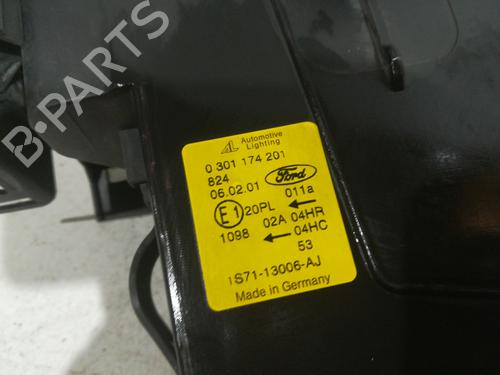 B-PARTS
AL Automotive Lighting
0 301 174 201
824
06.02.01
Ford
011a
E1 20PL
02A 04HR
1098
04HC
53
1S71-13006-AJ
Made in Germany